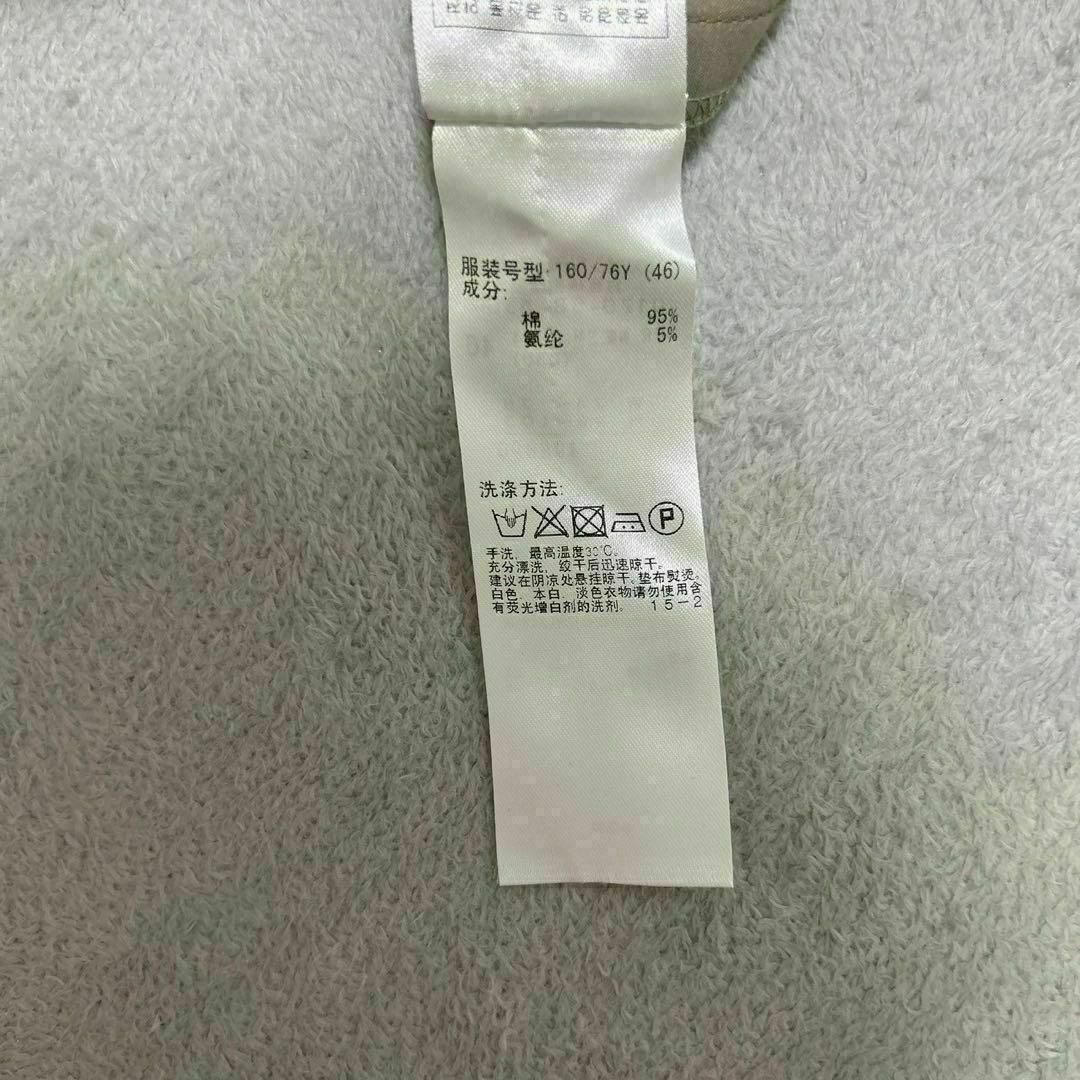 服装号型 160/76Y (46)
成分:
棉 95%
氨纶 5%
洗涤方法:
P
手洗，最高温度30℃。
充分漂洗，绞干后迅速晾干。
建议在阴凉处悬挂晾干。垫布熨烫。
白色、本白、淡色衣物请勿使用含
有荧光增白剂的洗剂。 15-2